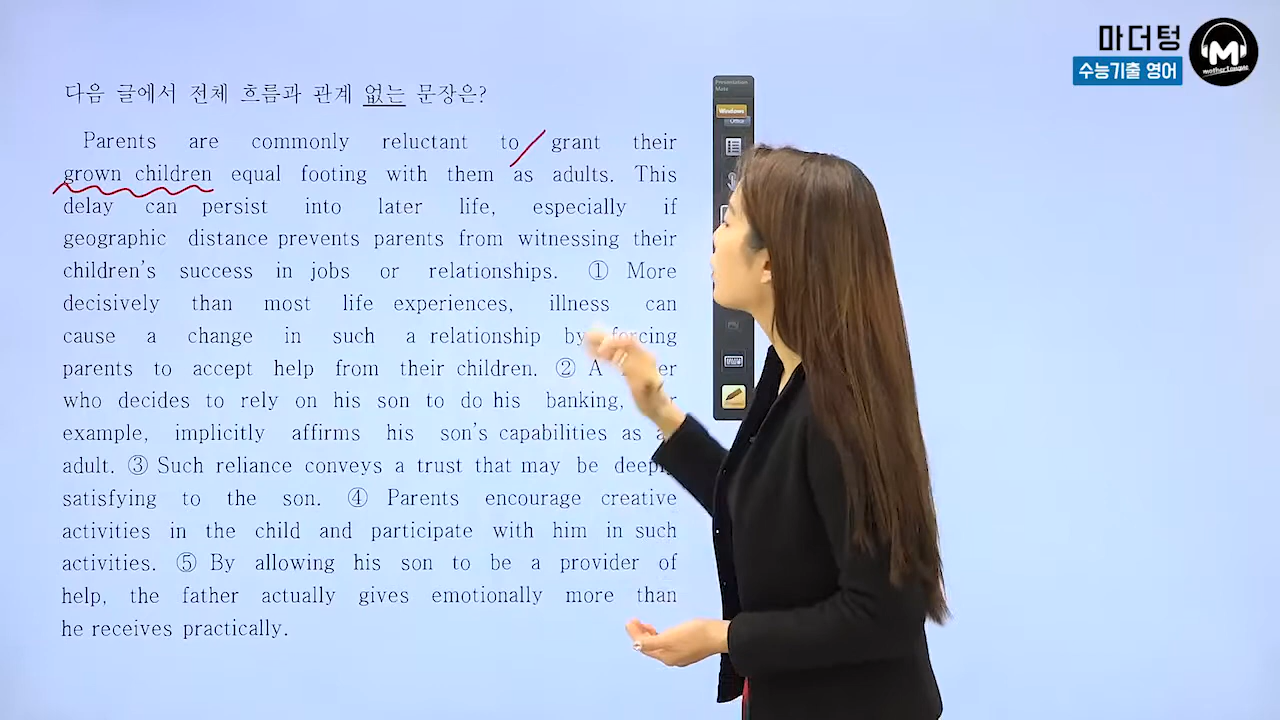 마더텅
수능기출 영어
M
motherTongue
다음 글에서 전체 흐름과 관계 없는 문장은?
Presentation
Mate
Windows
Office
Parents are commonly reluctant to grant their
grown children equal footing with them as adults. This
delay can persist into later life, especially if
geographic distance prevents parents from witnessing their
children's success in jobs or relationships. ① More
decisively than most life experiences, illness can
cause a change in such a relationship by forcing
parents to accept help from their children. ② A
who decides to rely on his son to do his banking,
example, implicitly affirms his son's capabilities as
adult. ③ Such reliance conveys a trust that may be deeply
satisfying to the son. ④ Parents encourage creative
activities in the child and participate with him in such
activities. ⑤ By allowing his son to be a provider of
help, the father actually gives emotionally more than
he receives practically.